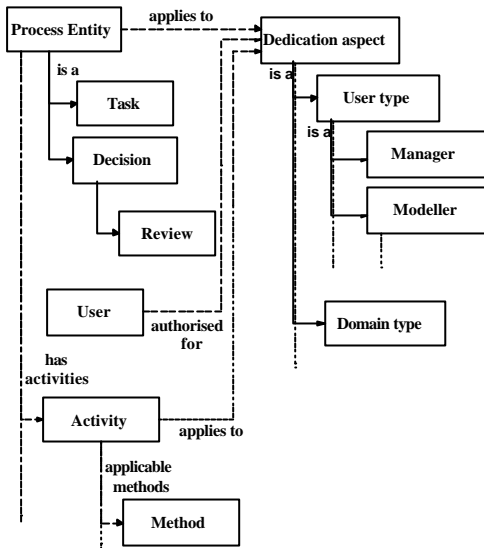 Process Entity
applies to
Dedication aspect
is a
is a
Task
User type
is a
Decision
Manager
Modeller
Review
User
authorised
for
Domain type
has
activities
Activity
applies to
applicable
methods
Method